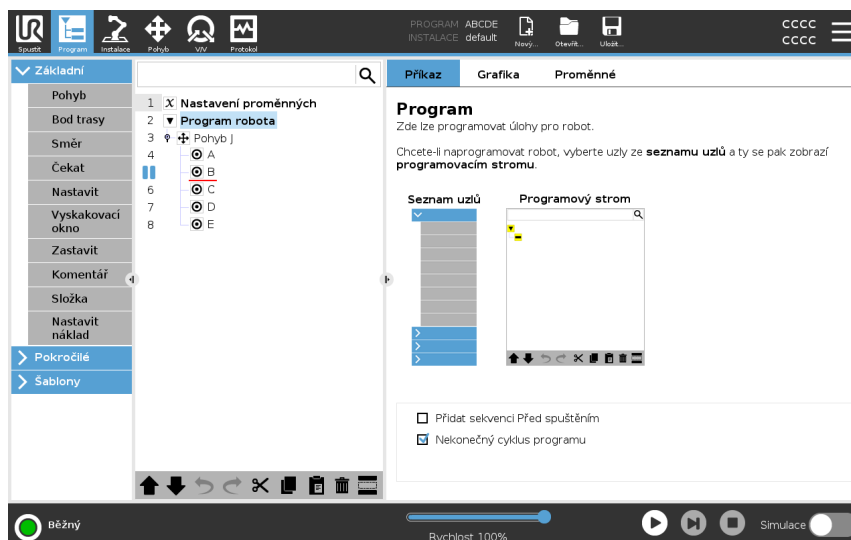 UR
PROGRAM ABCDE
INSTALACE default
Nový...
Otevřít...
Uložit...
CCCC
CCCC
Spustit
Program
Instalace
Pohyb
V/V
Protokol
Základní
Pohyb
Bod trasy
Směr
Čekat
Nastavit
Vyskakovací
okno
Zastavit
Komentář
Složka
Nastavit
náklad
Pokročilé
Šablony
1 X Nastavení proměnných
2 Program robota
3 Pohyb J
4 A
B
6 C
7 D
8 E
Příkaz Grafika Proměnné
Program
Zde lze programovat úlohy pro robot.
Chcete-li naprogramovat robot, vyberte uzly ze seznamu uzlů a ty se pak zobrazí
programovacím stromu.
Seznam uzlů Programový strom
Přidat sekvenci Před spuštěním
Nekonečný cyklus programu
Běžný
Rychlost 100%
Simulace